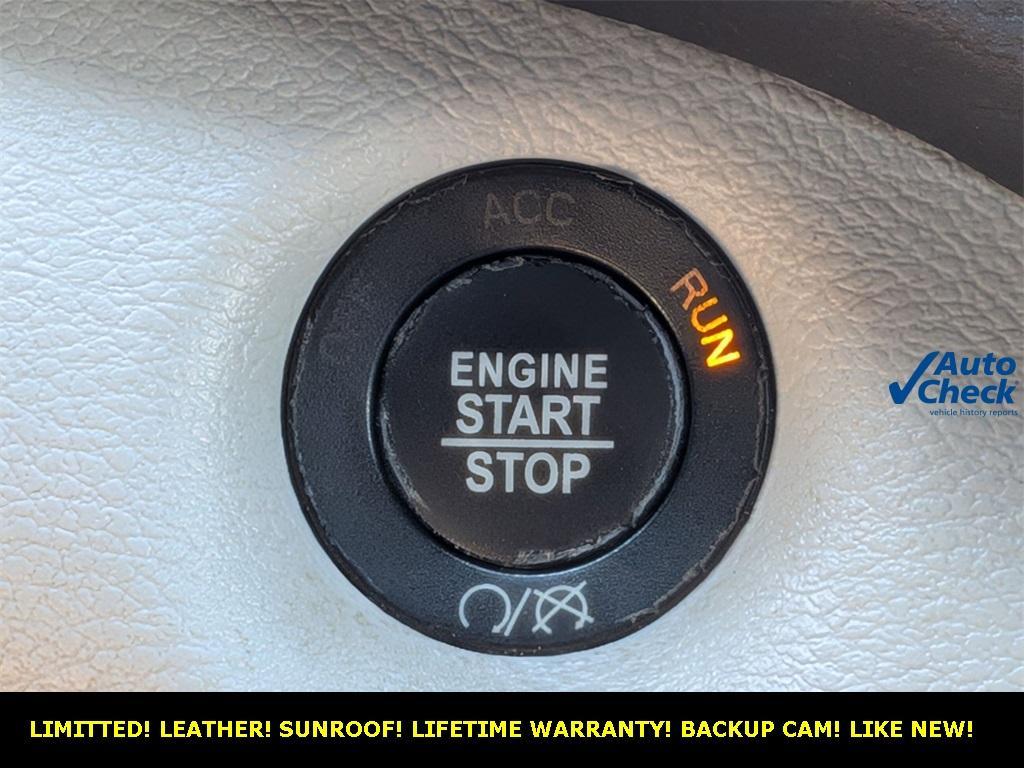 ACC
RUN
ENGINE
START
STOP
Auto
Check
vehicle history reports
LIMITTED! LEATHER! SUNROOF! LIFETIME WARRANTY! BACKUP CAM! LIKE NEW!